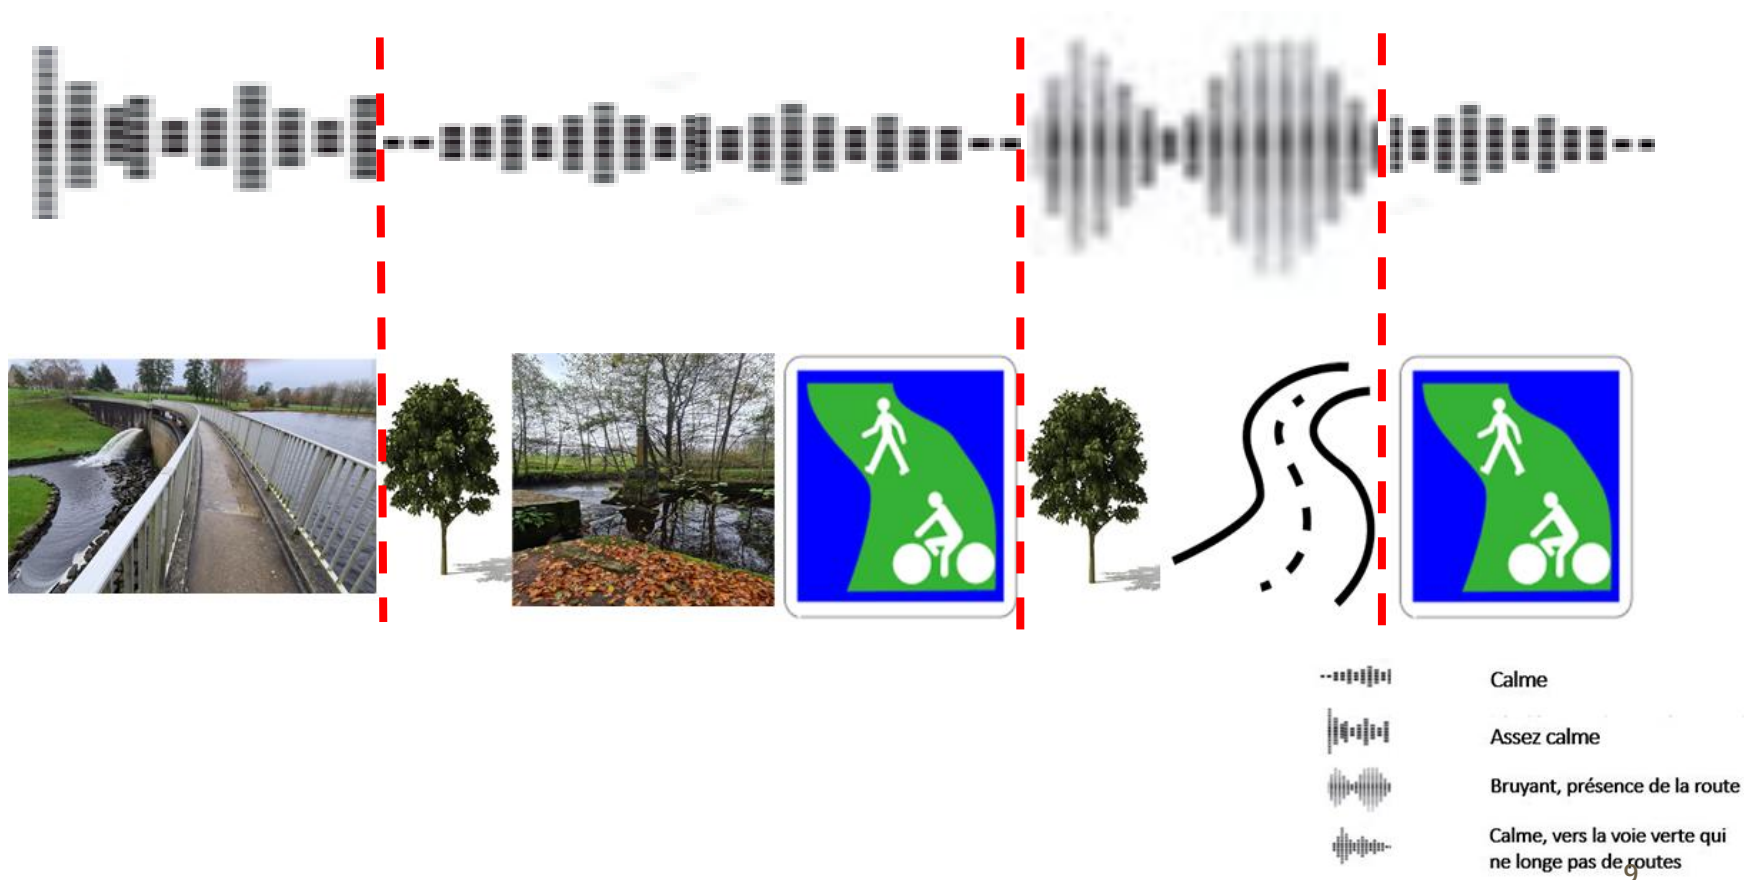 Calme
Assez calme
Bruyant, présence de la route
Calme, vers la voie verte qui
ne longe pas de routes
9